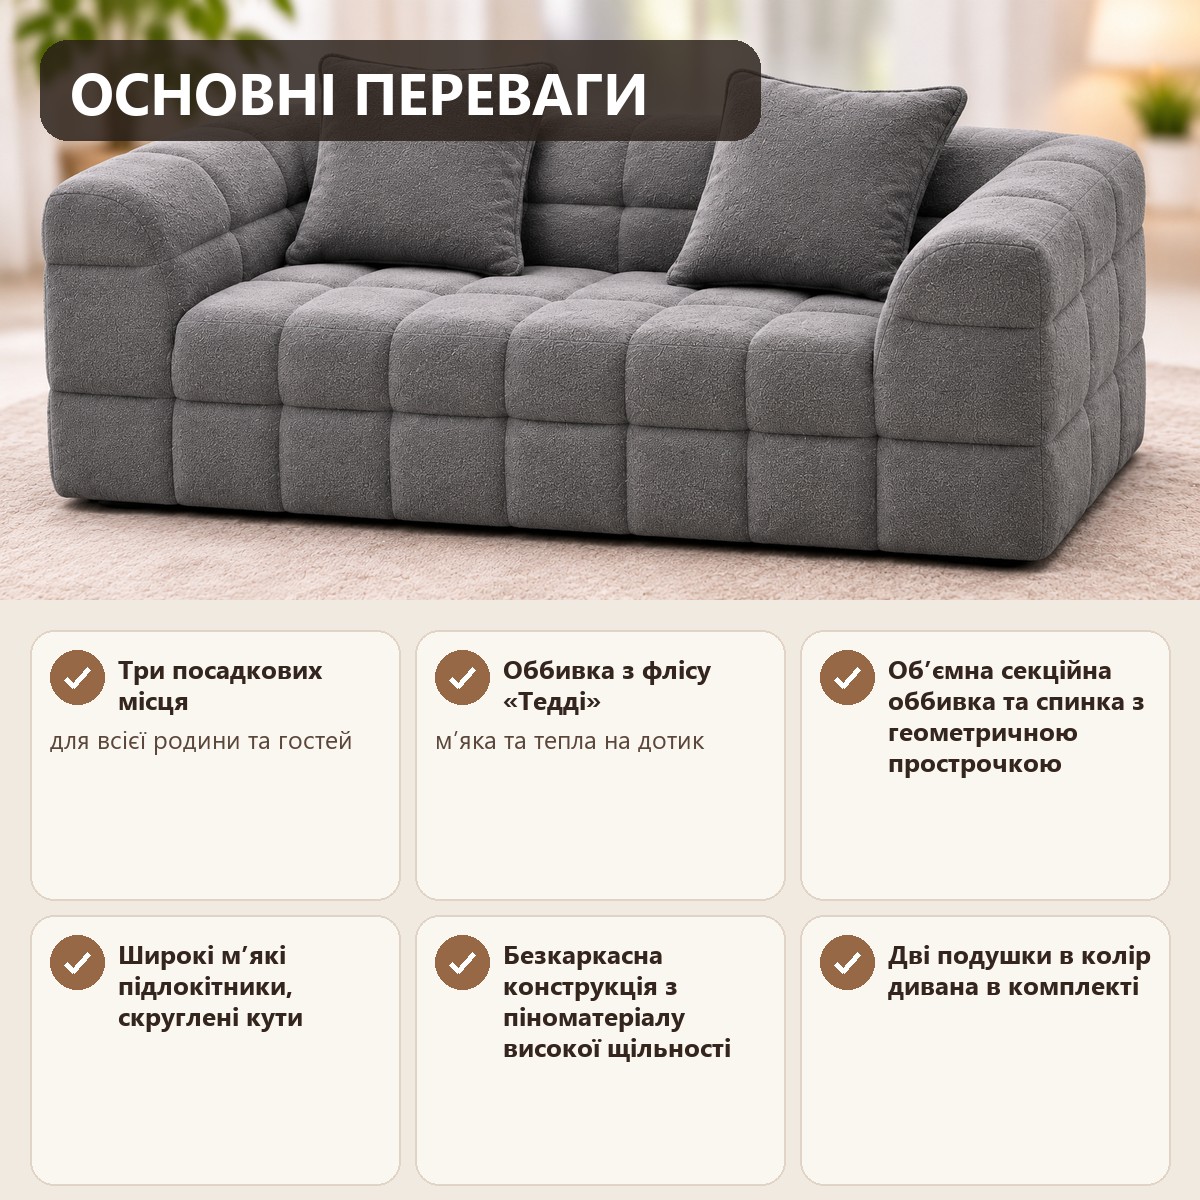 ОСНОВНІ ПЕРЕВАГИ
Три посадкових
місця
для всієї родини та гостей
Оббивка з флісу
«Тедді»
м’яка та тепла на дотик
Об’ємна секційна
оббивка та спинка з
геометричною
прострочкою
Широкі м’які
підлокітники,
скруглені кути
Безкаркасна
конструкція з
піноматеріалу
високої щільності
Дві подушки в колір
дивана в комплекті